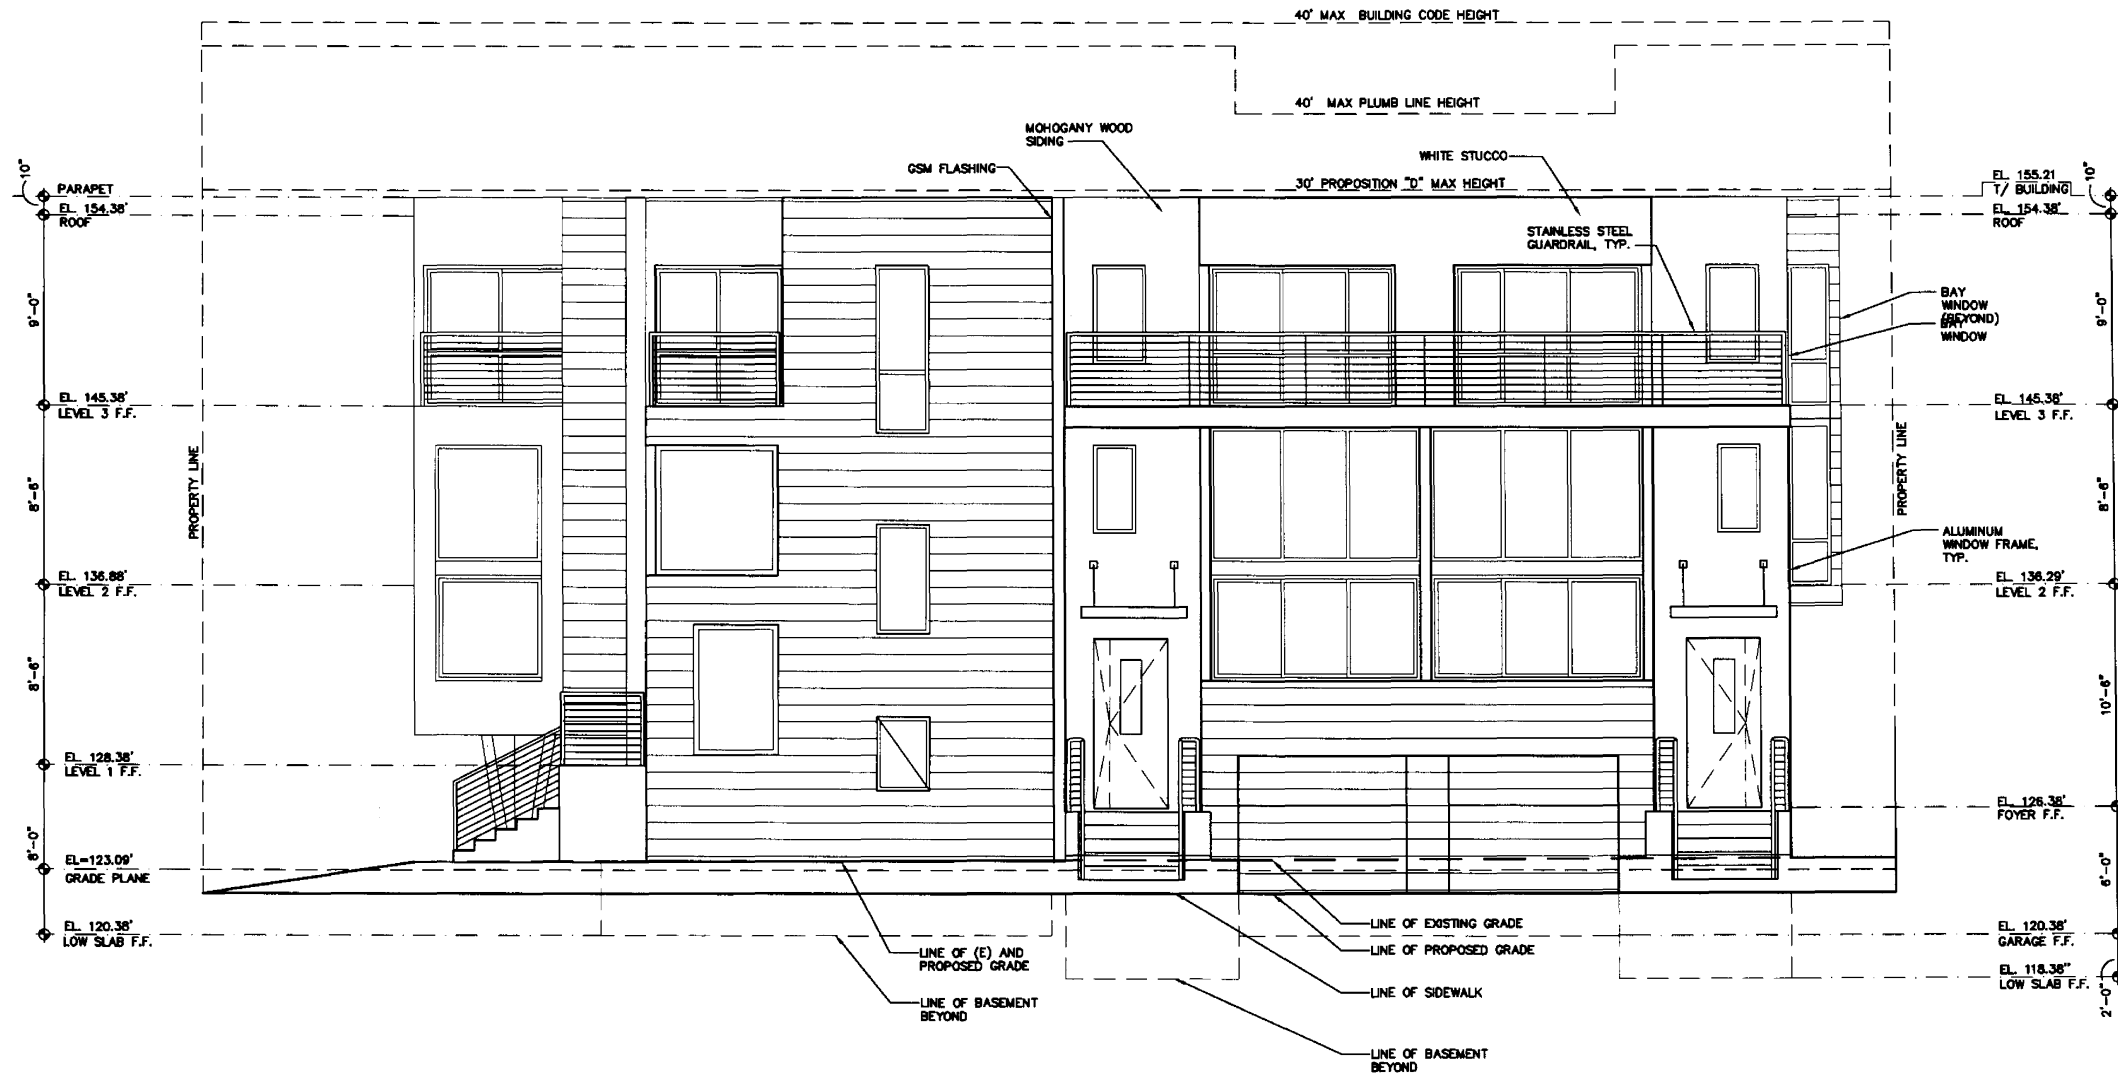 40' MAX BUILDING CODE HEIGHT
40' MAX PLUMB LINE HEIGHT
MOHOGANY WOOD
SIDING
GSM FLASHING
WHITE STUCCO
30' PROPOSITION "D" MAX HEIGHT
10"
PARAPET
EL. 154.38'
ROOF
EL. 155.21
T/ BUILDING
10"
EL. 154.38'
ROOF
STAINLESS STEEL
GUARDRAIL, TYP.
BAY
WINDOW
(BEYOND)
BAY
WINDOW
9'-0"
9'-0"
EL. 145.38'
LEVEL 3 F.F.
EL. 145.38'
LEVEL 3 F.F.
PROPERTY LINE
PROPERTY LINE
8'-6"
8'-6"
ALUMINUM
WINDOW FRAME,
TYP.
EL. 136.88'
LEVEL 2 F.F.
EL. 136.29'
LEVEL 2 F.F.
8'-6"
10'-6"
EL. 128.38'
LEVEL 1 F.F.
EL. 126.38'
FOYER F.F.
8'-0"
6'-0"
EL=123.09'
GRADE PLANE
EL. 120.38'
LOW SLAB F.F.
LINE OF EXISTING GRADE
LINE OF PROPOSED GRADE
EL. 120.38'
GARAGE F.F.
LINE OF (E) AND
PROPOSED GRADE
LINE OF SIDEWALK
EL. 118.38"
LOW SLAB F.F.
2'-0"
LINE OF BASEMENT
BEYOND
LINE OF BASEMENT
BEYOND